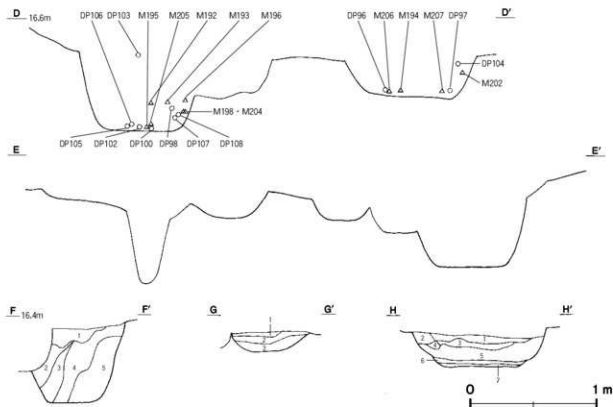 D 16.6m DP106 DP103 M195 M205 M192 M193 M196 DP96 M206 M194 M207 DP97 D′
DP104
M202
M198・M204
DP105 DP102 DP100 DP98 DP107 DP108
E E′
F 16.4m F′ G G′ H H′
1
1
2 3 4 5
2
2 1
3
4
5
6
7
0 1m